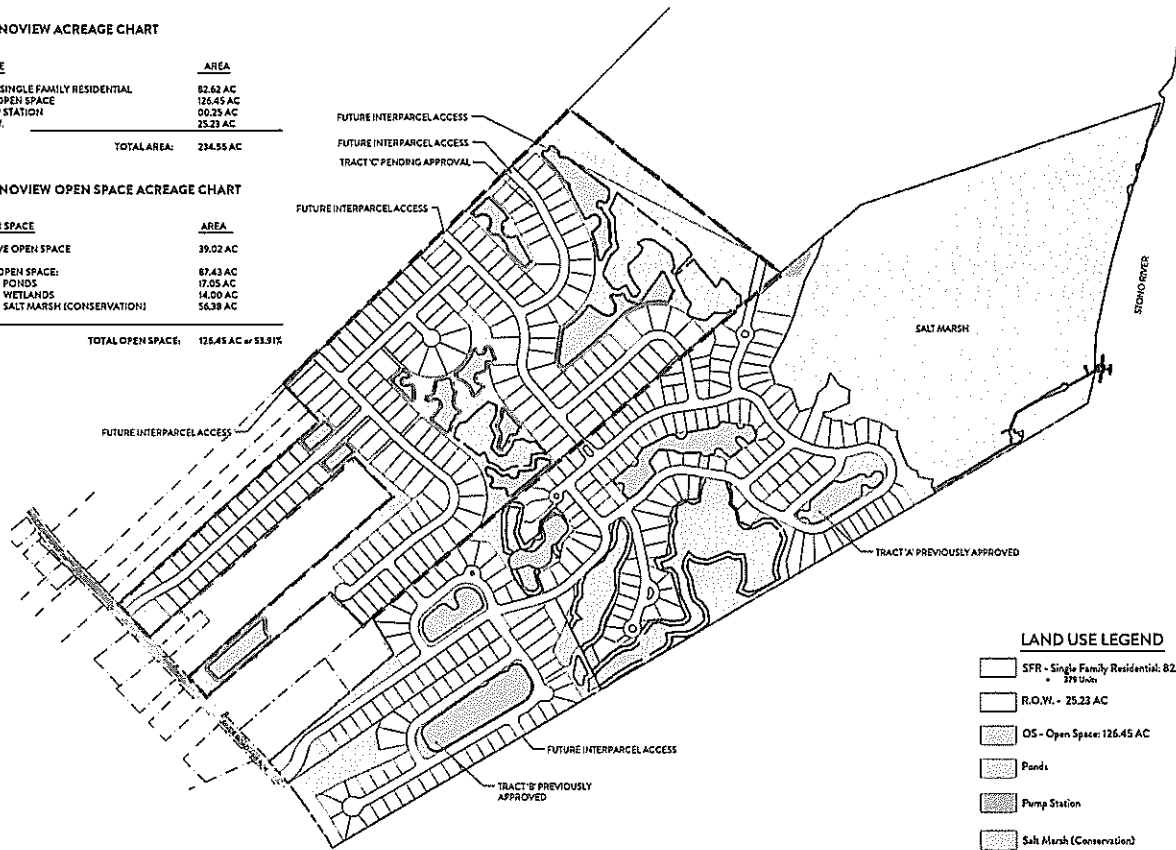 NOVIEW ACREAGE CHART
E AREA
SINGLE FAMILY RESIDENTIAL 82.62 AC
OPEN SPACE 126.45 AC
STATION 00.25 AC
25.23 AC
TOTAL AREA: 234.55 AC
NOVIEW OPEN SPACE ACREAGE CHART
SPACE AREA
VE OPEN SPACE 39.02 AC
OPEN SPACE: 87.43 AC
PONDS 17.05 AC
WETLANDS 14.00 AC
SALT MARSH (CONSERVATION) 56.38 AC
TOTAL OPEN SPACE: 126.45 AC or 53.91%
FUTURE INTERPARCEL ACCESS
FUTURE INTERPARCEL ACCESS
TRACT 'C' PENDING APPROVAL
FUTURE INTERPARCEL ACCESS
FUTURE INTERPARCEL ACCESS
SALT MARSH
STONO RIVER
TRACT 'A' PREVIOUSLY APPROVED
FUTURE INTERPARCEL ACCESS
TRACT 'B' PREVIOUSLY
APPROVED
LAND USE LEGEND
SFR - Single Family Residential: 82
• 379 Units
R.O.W. - 25.23 AC
OS - Open Space: 126.45 AC
Ponds
Pump Station
Salt Marsh (Conservation)